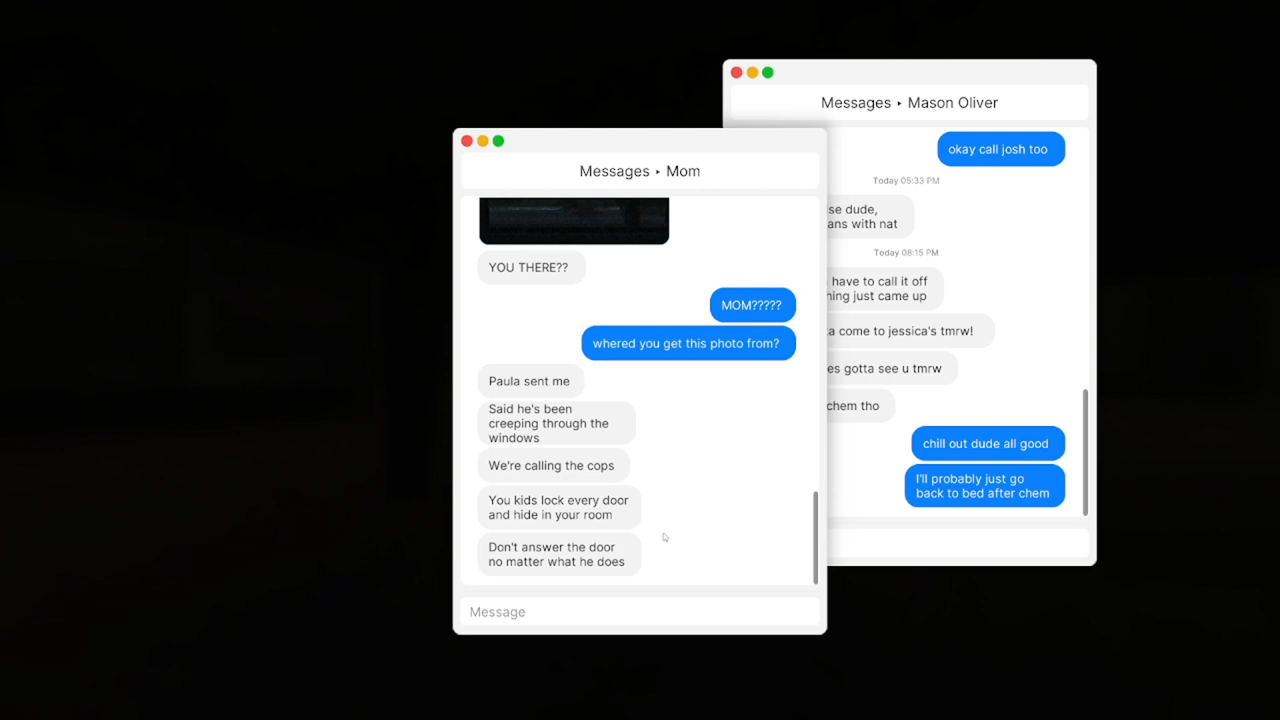 Messages ‣ Mason Oliver
okay call josh too
Today 05:33 PM
dude,
with nat
Today 08:15 PM
have to call it off
just came up
come to jessica's tmrw!
gotta see u tmrw
chem tho
chill out dude all good
I'll probably just go
back to bed after chem
Messages ‣ Mom
YOU THERE??
MOM?????
whered you get this photo from?
Paula sent me
Said he's been
creeping through the
windows
We're calling the cops
You kids lock every door
and hide in your room
Don't answer the door
no matter what he does
Message